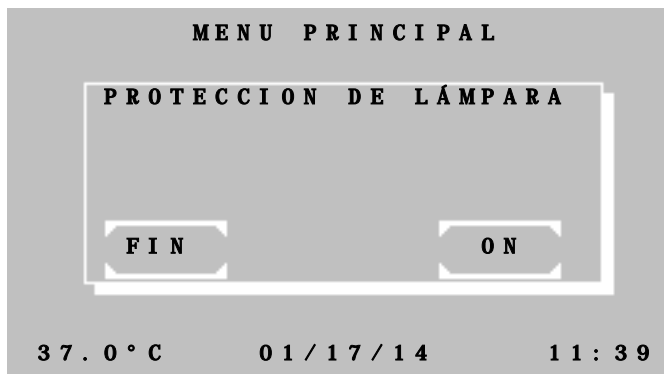 MENU PRINCIPAL
PROTECCION DE LÁMPARA
FIN ON
37.0°C 01/17/14 11:39